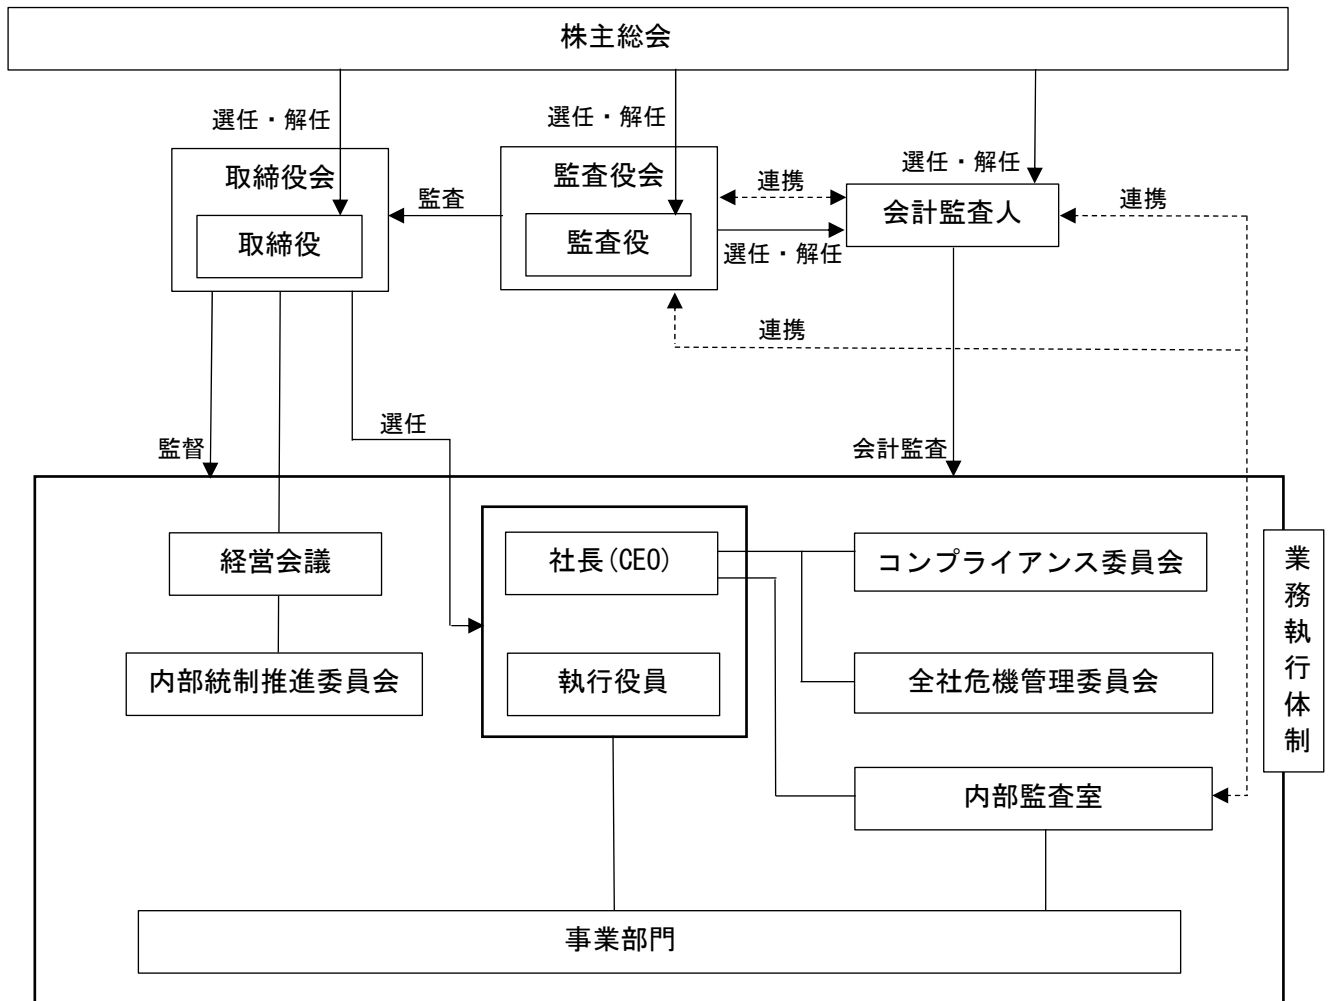 株主総会
選任・解任
選任・解任
選任・解任
取締役会
取締役
監査
監査役会
監査役
連携
選任・解任
会計監査人
連携
連携
監督
選任
会計監査
経営会議
内部統制推進委員会
社長(CEO)
執行役員
コンプライアンス委員会
全社危機管理委員会
内部監査室
業務執行体制
事業部門